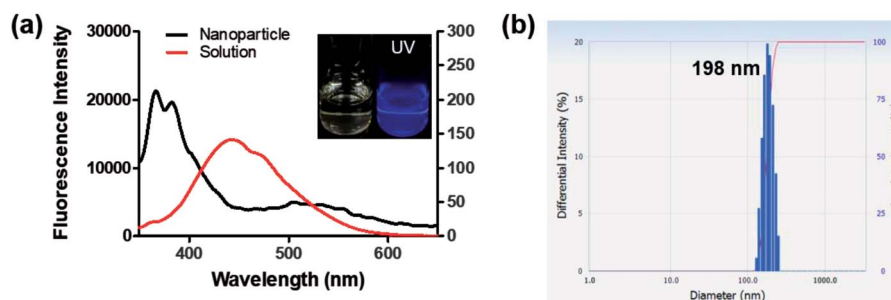 (a)
Fluorescence Intensity
30000
20000
10000
0
Nanoparticle
Solution
UV
300
250
200
150
100
50
0
400
500
600
Wavelength (nm)
(b)
Differential Intensity (%)
20
15
10
5
0
198 nm
100
75
50
25
0
1.0
10.0
100.0
1000.0
Diameter (nm)